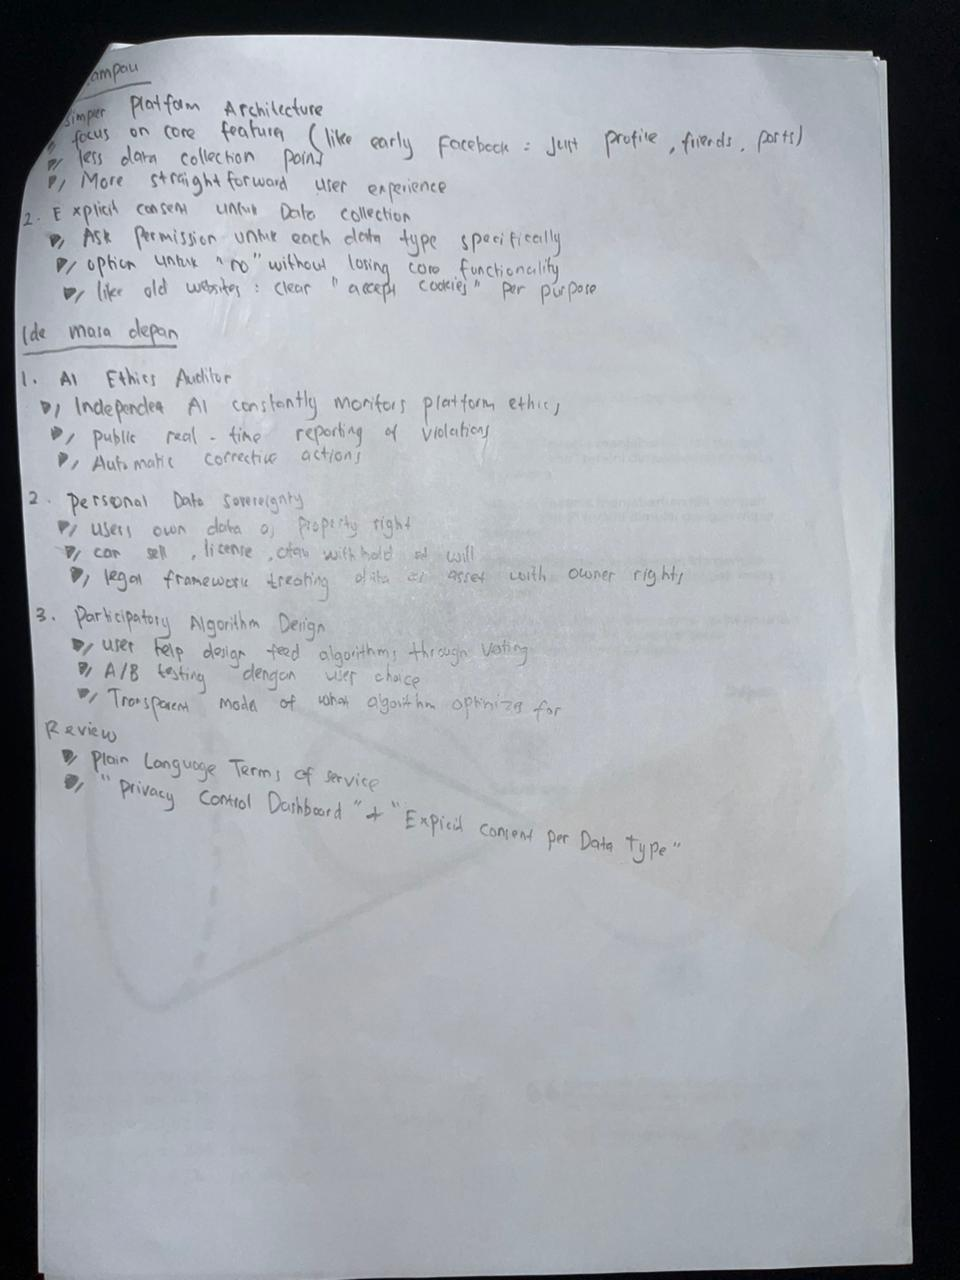 ampau
simpler Platform Architecture
focus on core features (like early Facebook : Just profile, friends, posts)
less data collection points
More straightforward user experience
2. Explicit consent untuk Data collection
Ask Permission untuk each data type specifically
option untuk "no" without losing core functionality
like old websites : clear "accept cookies" per purpose
Ide masa depan
1. AI Ethics Auditor
Independent AI constantly monitors platform ethics
public real-time reporting of violations
Automatic corrective actions
2. Personal Data sovereignty
users own data as property right
can sell, license, atau withhold at will
legal framework treating data as asset with owner rights
3. Participatory Algorithm Design
user help design feed algorithms through voting
A/B testing dengan user choice
Transparent model of what algorithm optimize for
Review
Plain Language Terms of service
"Privacy Control Dashboard" + "Explicit consent per Data Type"